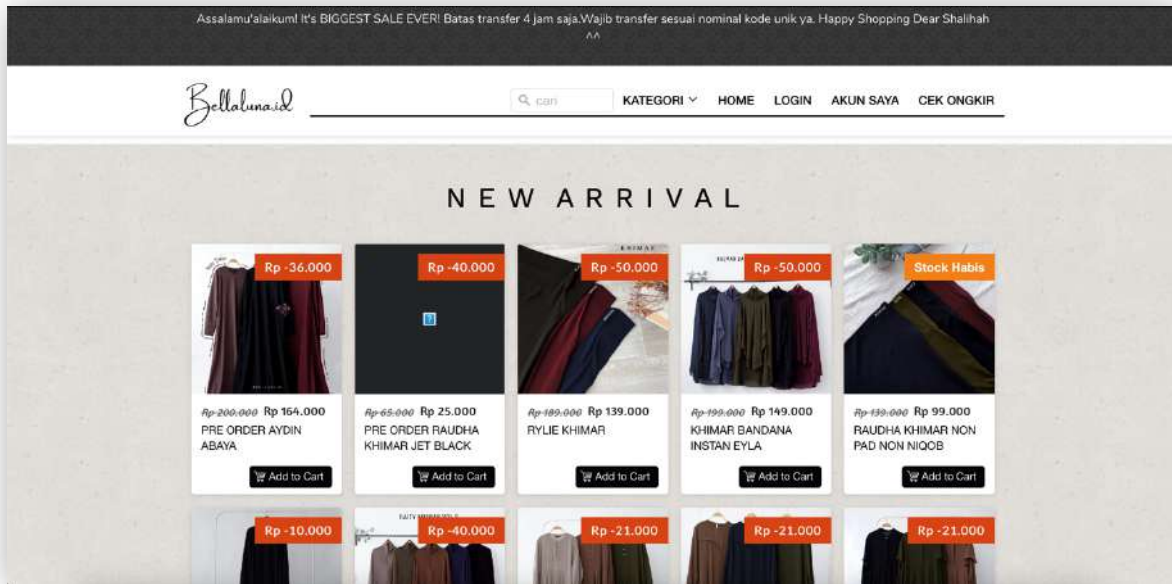 Assalamu'alaikum! It's BIGGEST SALE EVER! Batas transfer 4 jam saja.Wajib transfer sesuai nominal kode unik ya. Happy Shopping Dear Shalihah
^^
Bellaluna.id
cari
KATEGORI
HOME
LOGIN
AKUN SAYA
CEK ONGKIR
NEW ARRIVAL
Rp -36.000
Rp -40.000
Rp -50.000
Rp -50.000
Stock Habis
Rp 200.000 Rp 164.000
PRE ORDER AYDIN
ABAYA
Add to Cart
Rp 65.000 Rp 25.000
PRE ORDER RAUDHA
KHIMAR JET BLACK
Add to Cart
Rp 189.000 Rp 139.000
RYLIE KHIMAR
Add to Cart
Rp 199.000 Rp 149.000
KHIMAR BANDANA
INSTAN EYLA
Add to Cart
Rp 139.000 Rp 99.000
RAUDHA KHIMAR NON
PAD NON NIQOB
Add to Cart
Rp -10.000
Rp -40.000
Rp -21.000
Rp -21.000
Rp -21.000